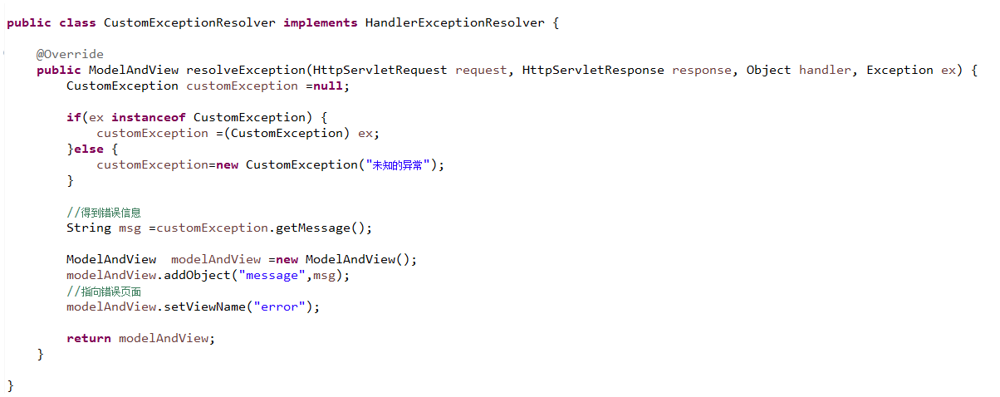 public class CustomExceptionResolver implements HandlerExceptionResolver {
@Override
public ModelAndView resolveException(HttpServletRequest request, HttpServletResponse response, Object handler, Exception ex) {
CustomException customException =null;
if(ex instanceof CustomException) {
customException =(CustomException) ex;
}else {
customException=new CustomException("未知的异常");
}
//得到错误信息
String msg =customException.getMessage();
ModelAndView  modelAndView =new ModelAndView();
modelAndView.addObject("message",msg);
//指向错误页面
modelAndView.setViewName("error");
return modelAndView;
}
}